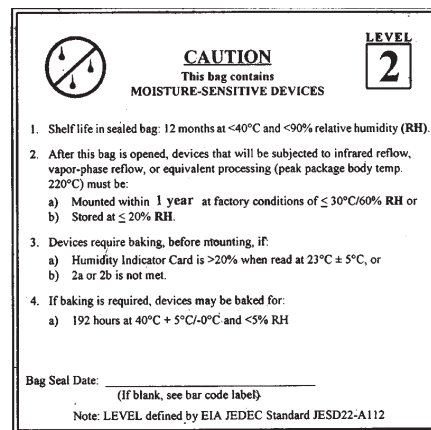 LEVEL
2
CAUTION
This bag contains
MOISTURE-SENSITIVE DEVICES
1. Shelf life in sealed bag: 12 months at <40°C and <90% relative humidity (RH).
2. After this bag is opened, devices that will be subjected to infrared reflow,
vapor-phase reflow, or equivalent processing (peak package body temp.
220°C) must be:
a) Mounted within 1 year at factory conditions of ≤ 30°C/60% RH or
b) Stored at ≤ 20% RH.
3. Devices require baking, before mounting, if:
a) Humidity Indicator Card is >20% when read at 23°C ± 5°C, or
b) 2a or 2b is not met.
4. If baking is required, devices may be baked for:
a) 192 hours at 40°C + 5°C/-0°C and <5% RH
Bag Seal Date:
(If blank, see bar code label)
Note: LEVEL defined by EIA JEDEC Standard JESD22-A112